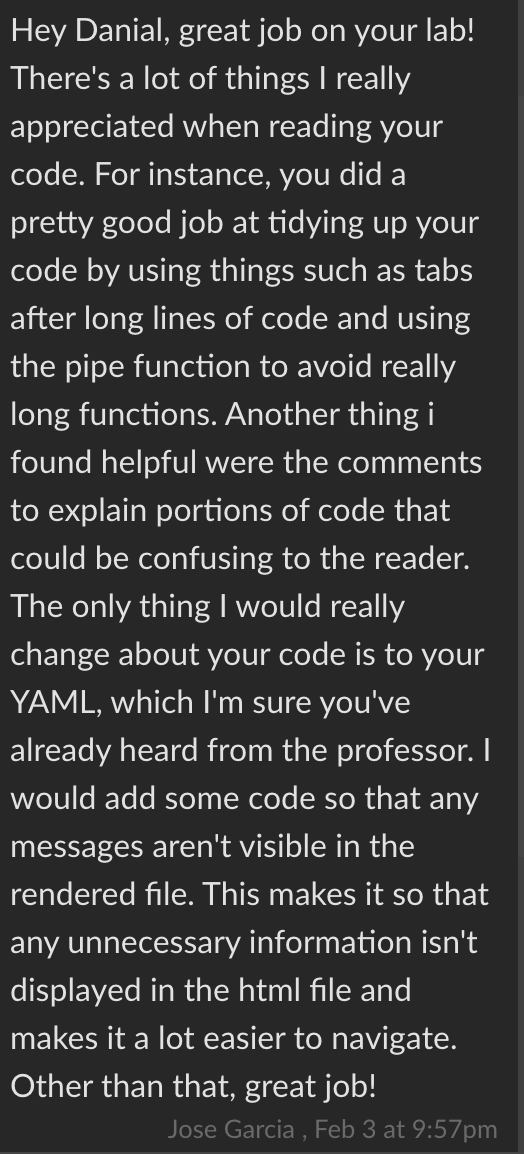 Hey Danial, great job on your lab!
There's a lot of things I really
appreciated when reading your
code. For instance, you did a
pretty good job at tidying up your
code by using things such as tabs
after long lines of code and using
the pipe function to avoid really
long functions. Another thing i
found helpful were the comments
to explain portions of code that
could be confusing to the reader.
The only thing I would really
change about your code is to your
YAML, which I'm sure you've
already heard from the professor. I
would add some code so that any
messages aren't visible in the
rendered file. This makes it so that
any unnecessary information isn't
displayed in the html file and
makes it a lot easier to navigate.
Other than that, great job!
Jose Garcia , Feb 3 at 9:57pm